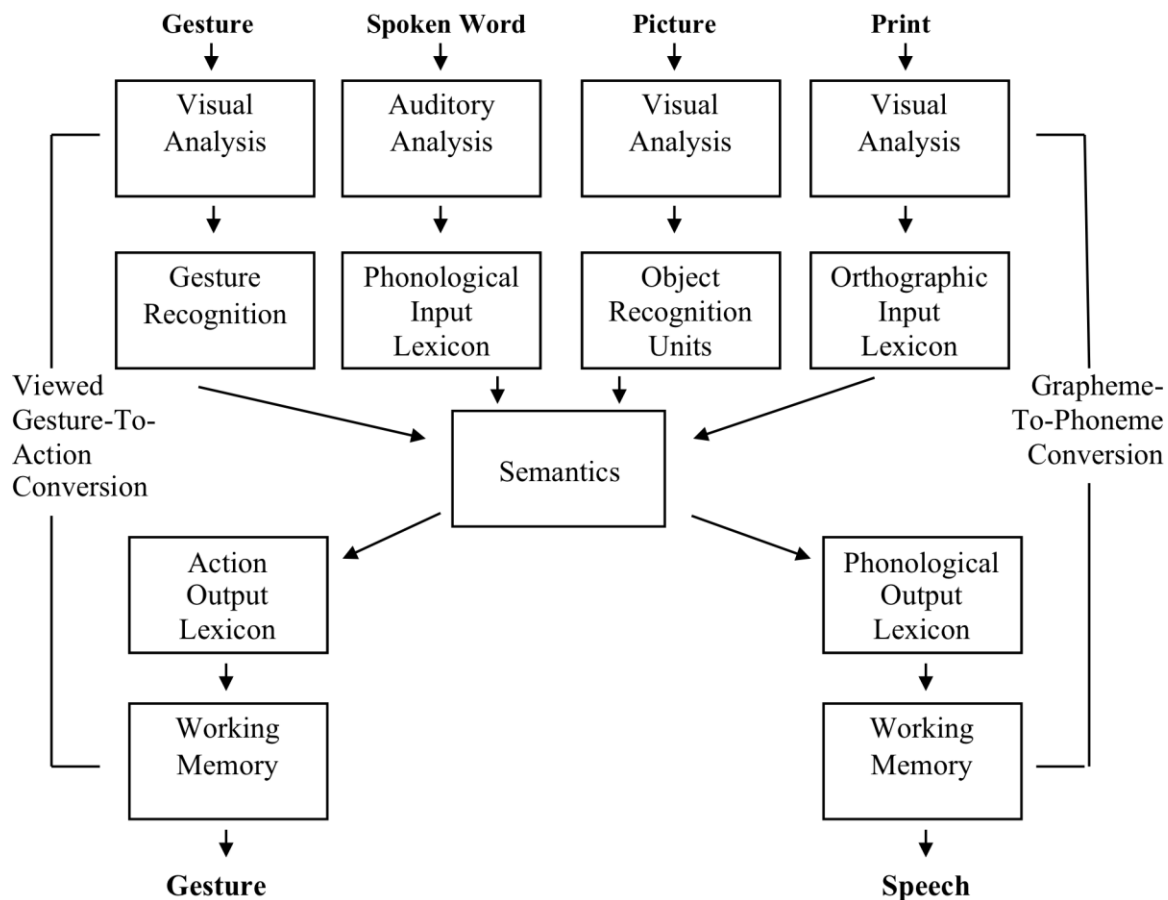 Gesture
Spoken Word
Picture
Print
Visual
Analysis
Auditory
Analysis
Visual
Analysis
Visual
Analysis
Gesture
Recognition
Phonological
Input
Lexicon
Object
Recognition
Units
Orthographic
Input
Lexicon
Viewed
Gesture-To-
Action
Conversion
Semantics
Grapheme-
To-Phoneme
Conversion
Action
Output
Lexicon
Phonological
Output
Lexicon
Working
Memory
Working
Memory
Gesture
Speech